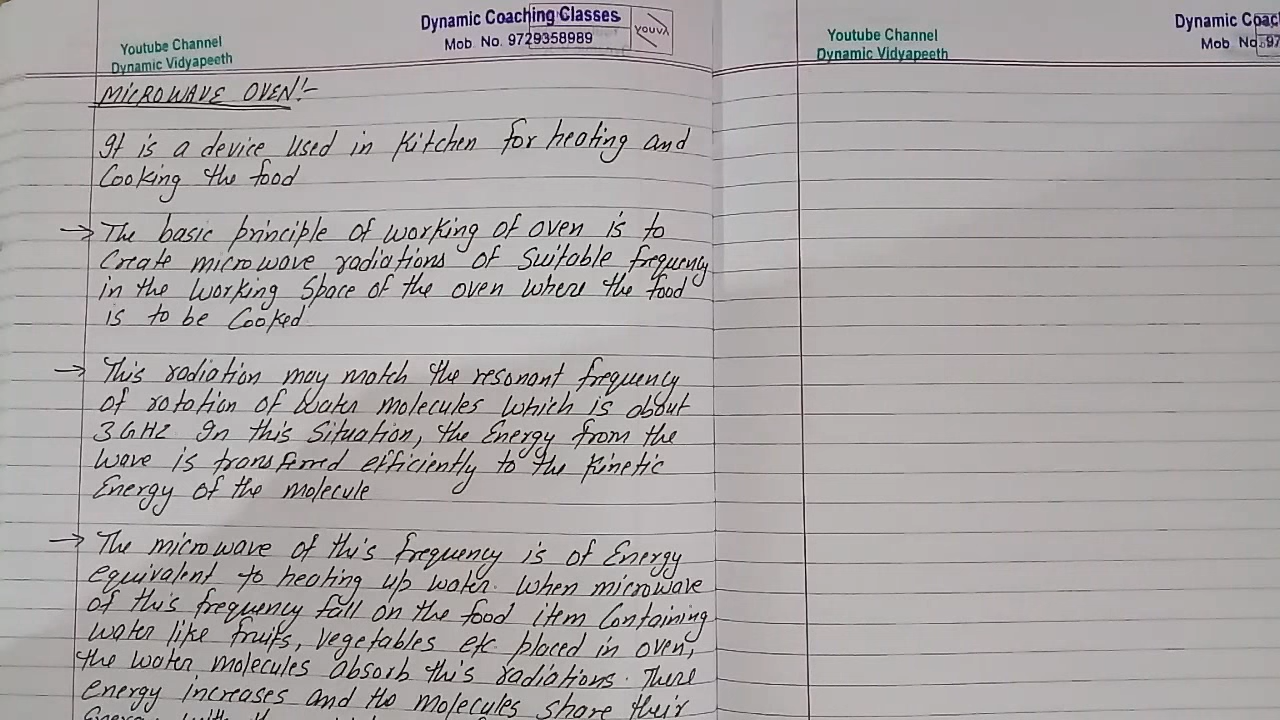 Youtube Channel
Dynamic Vidyapeeth
Dynamic Coaching Classes
Mob. No. 9729358989
YOUVA
MICROWAVE OVEN:-
It is a device used in Kitchen for heating and
Cooking the food
→ The basic principle of working of oven is to
Create microwave radiations of Suitable frequency
in the working Space of the oven where the food
is to be Cooked
→ This radiation may match the resonant frequency
of rotation of water molecules which is about
3 GHZ. In this Situation, the Energy from the
wave is transferred efficiently to the Kinetic
Energy of the molecule
→ The microwave of this frequency is of Energy
equivalent to heating up water. When microwave
of this frequency fall on the food item Containing
water like fruits, vegetables etc. placed in oven,
the water molecules absorb this radiations. There
energy increases and the molecules share their
Youtube Channel
Dynamic Vidyapeeth
Dynamic Coac
Mob. No. 97